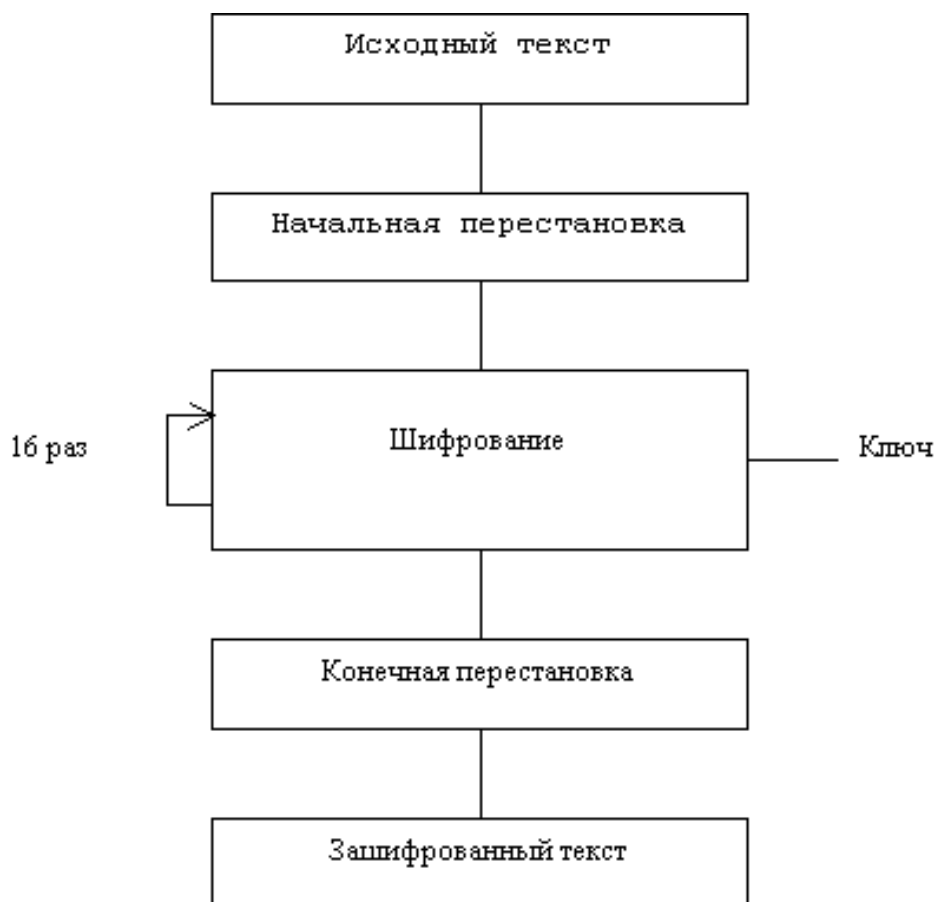 Исходный текст
Начальная перестановка
16 раз
Шифрование
Ключ
Конечная перестановка
Зашифрованный текст